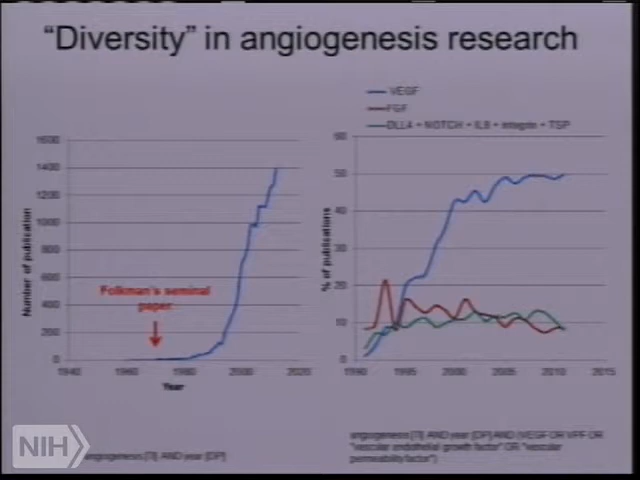 "Diversity" in angiogenesis research
VEGF
FGF
DLL4 + NOTCH + IL8 + integrin + TSP
1600
1400
1200
1000
800
600
400
200
0
1940
1960
1980
2000
2020
Number of publication
Year
Folkman's seminal
paper
60
50
40
30
20
10
0
1990
1995
2000
2005
2010
2015
% of publications
angiogenesis [TI] AND year [DP]
angiogenesis [TI] AND year [DP] AND (VEGF OR VPF OR
"vascular endothelial growth factor" OR "vascular
permeability factor")
NIH